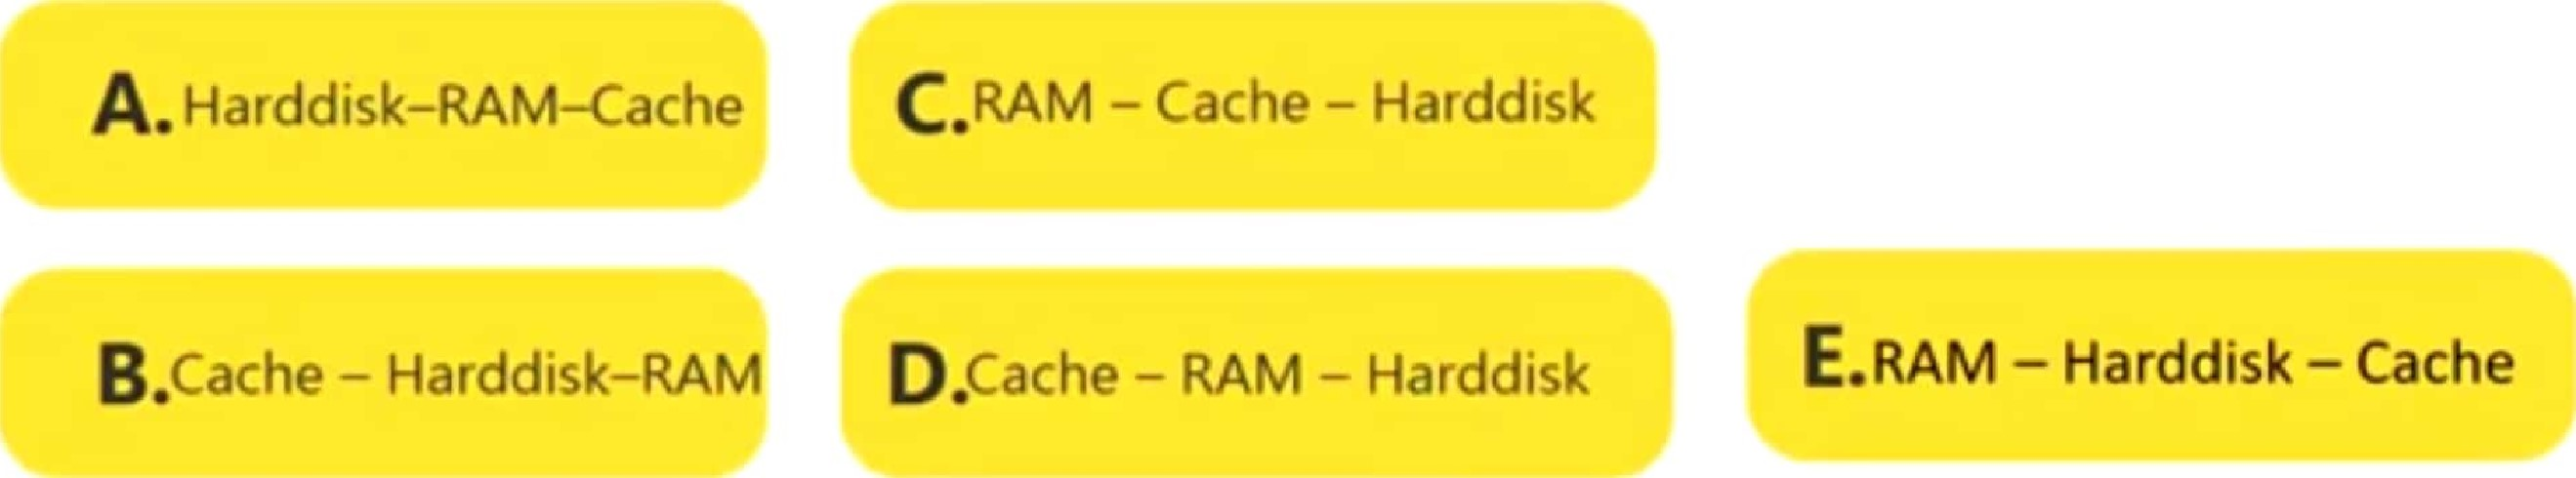 A. Harddisk–RAM–Cache
B.Cache – Harddisk–RAM
C.RAM – Cache – Harddisk
D.Cache – RAM – Harddisk
E.RAM – Harddisk – Cache